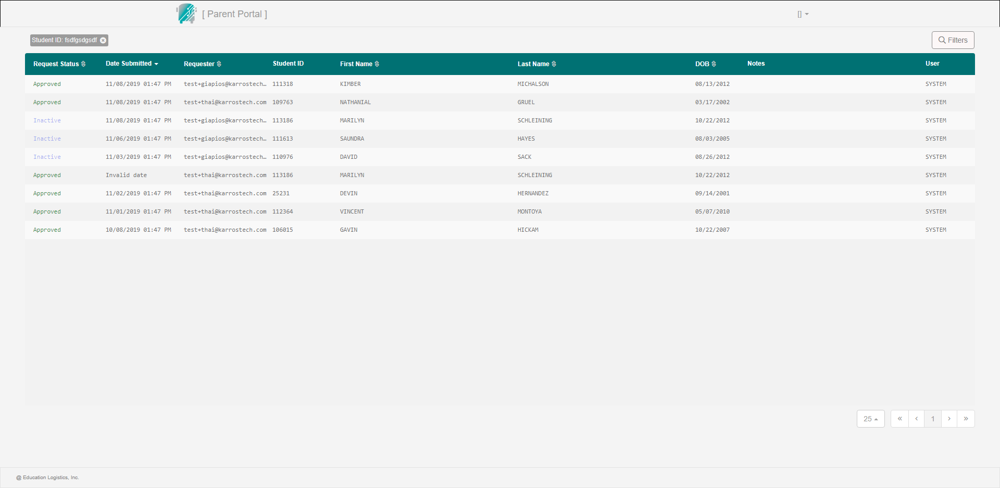 [ Parent Portal ] []
Student ID: fsdfgsdgsdf Filters
Request Status Date Submitted Requester Student ID First Name Last Name DOB Notes User
Approved 11/08/2019 01:47 PM test+giapios@karrostech… 111318 KIMBER MICHALSON 08/13/2012 SYSTEM
Approved 11/08/2019 01:47 PM test+thai@karrostech.com 109763 NATHANIAL GRUEL 03/17/2002 SYSTEM
Inactive 11/08/2019 01:47 PM test+giapios@karrostech… 113186 MARILYN SCHLEINING 10/22/2012 SYSTEM
Inactive 11/06/2019 01:47 PM test+giapios@karrostech… 111613 SAUNDRA HAYES 08/03/2005 SYSTEM
Inactive 11/03/2019 01:47 PM test+giapios@karrostech… 110976 DAVID SACK 08/26/2012 SYSTEM
Approved Invalid date test+thai@karrostech.com 113186 MARILYN SCHLEINING 10/22/2012 SYSTEM
Approved 11/02/2019 01:47 PM test+thai@karrostech.com 25231 DEVIN HERNANDEZ 09/14/2001 SYSTEM
Approved 11/01/2019 01:47 PM test+thai@karrostech.com 112364 VINCENT MONTOYA 05/07/2010 SYSTEM
Approved 10/08/2019 01:47 PM test+thai@karrostech.com 106015 GAVIN HICKAM 10/22/2007 SYSTEM
25 « ‹ 1 › »
@ Education Logistics, Inc.